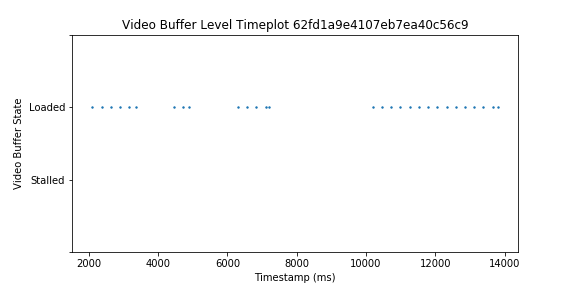 Video Buffer Level Timeplot 62fd1a9e4107eb7ea40c56c9
Video Buffer State
Loaded
Stalled
2000 4000 6000 8000 10000 12000 14000
Timestamp (ms)